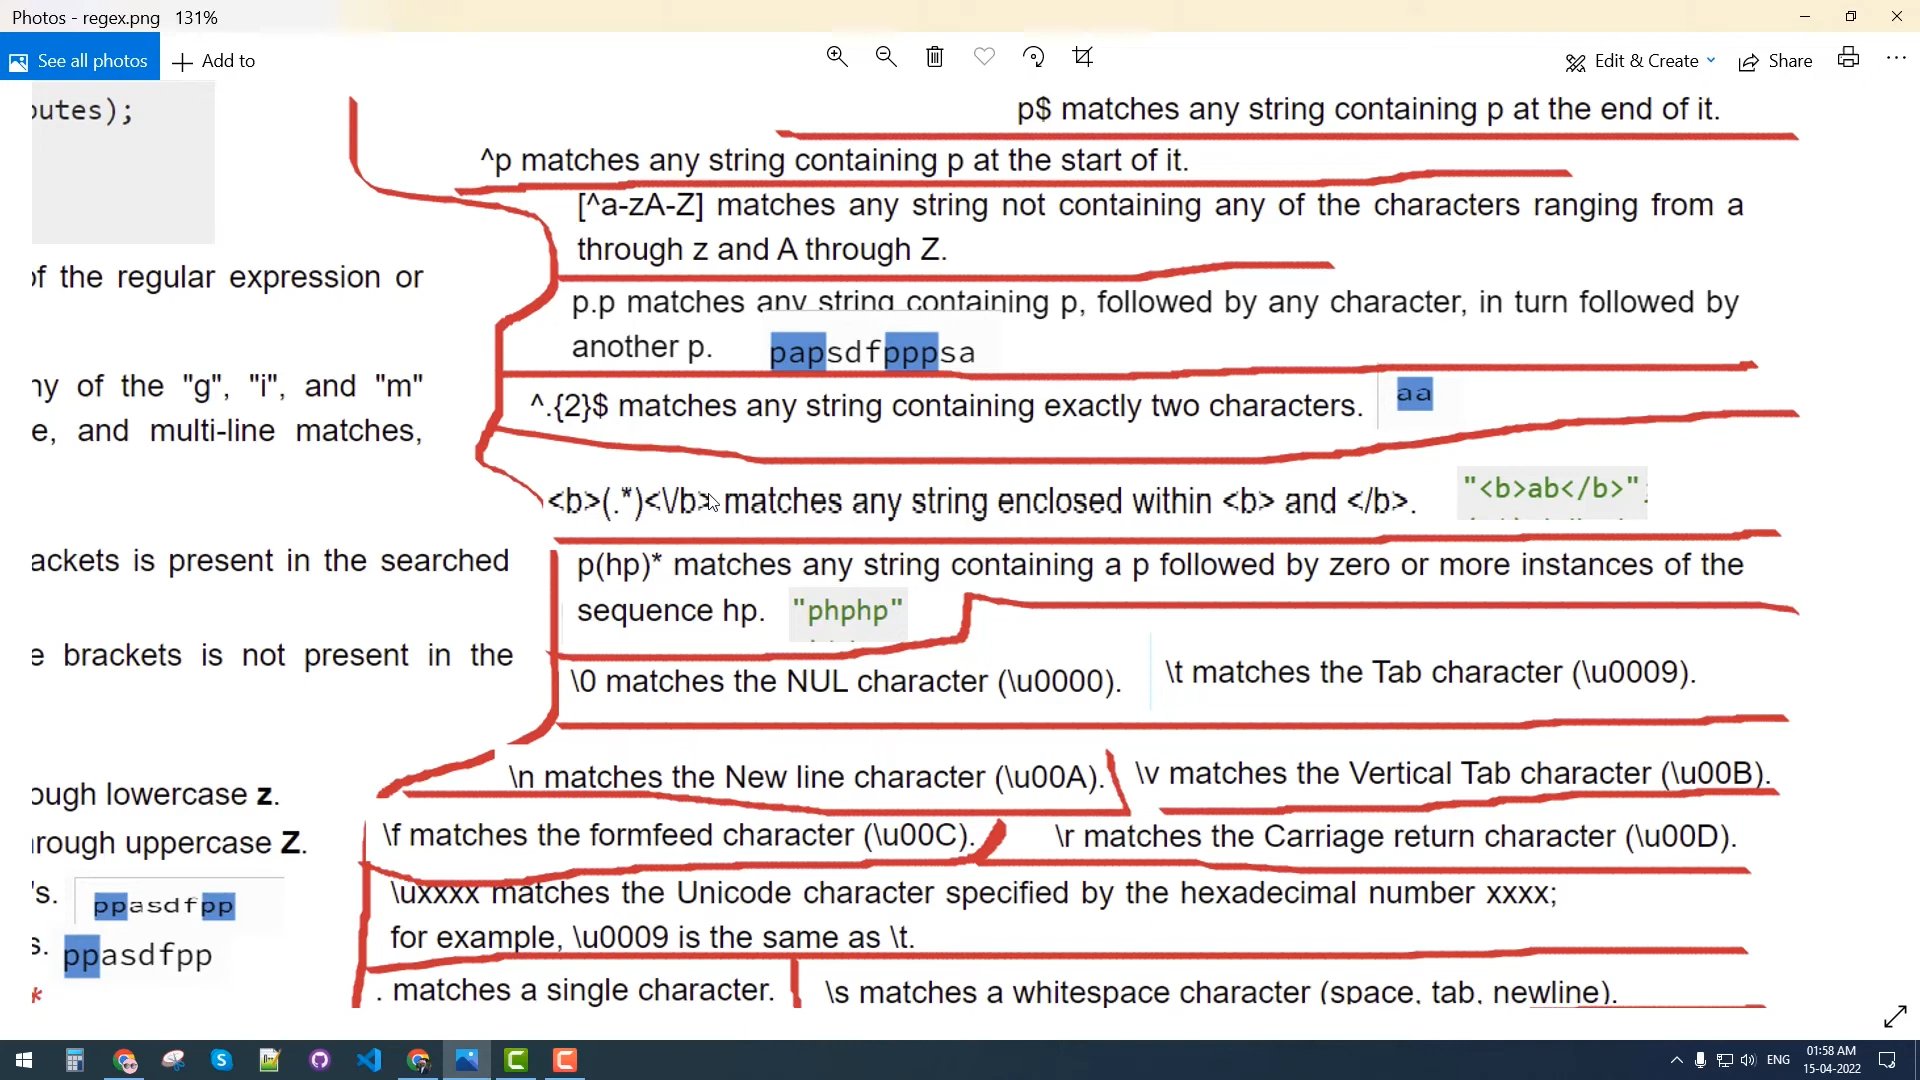 Photos - regex.png 131%
See all photos
Add to
Edit & Create
Share
outes);
p$ matches any string containing p at the end of it.
^p matches any string containing p at the start of it.
[^a-zA-Z] matches any string not containing any of the characters ranging from a
through z and A through Z.
of the regular expression or
p.p matches any string containing p, followed by any character, in turn followed by
another p. papsdfpppsa
ny of the "g", "i", and "m"
^.{2}$ matches any string containing exactly two characters. aa
e, and multi-line matches,
<b>(.*)<\/b> matches any string enclosed within <b> and </b>. "<b>ab</b>"
ackets is present in the searched
p(hp)* matches any string containing a p followed by zero or more instances of the
sequence hp. "phphp"
e brackets is not present in the
\0 matches the NUL character (\u0000). \t matches the Tab character (\u0009).
\n matches the New line character (\u00A). \v matches the Vertical Tab character (\u00B).
ough lowercase z.
\f matches the formfeed character (\u00C). \r matches the Carriage return character (\u00D).
rough uppercase Z.
\uxxxx matches the Unicode character specified by the hexadecimal number xxxx;
's. ppasdfpp
for example, \u0009 is the same as \t.
s. ppasdfpp
*
. matches a single character. \s matches a whitespace character (space, tab, newline).
ENG
01:58 AM
15-04-2022